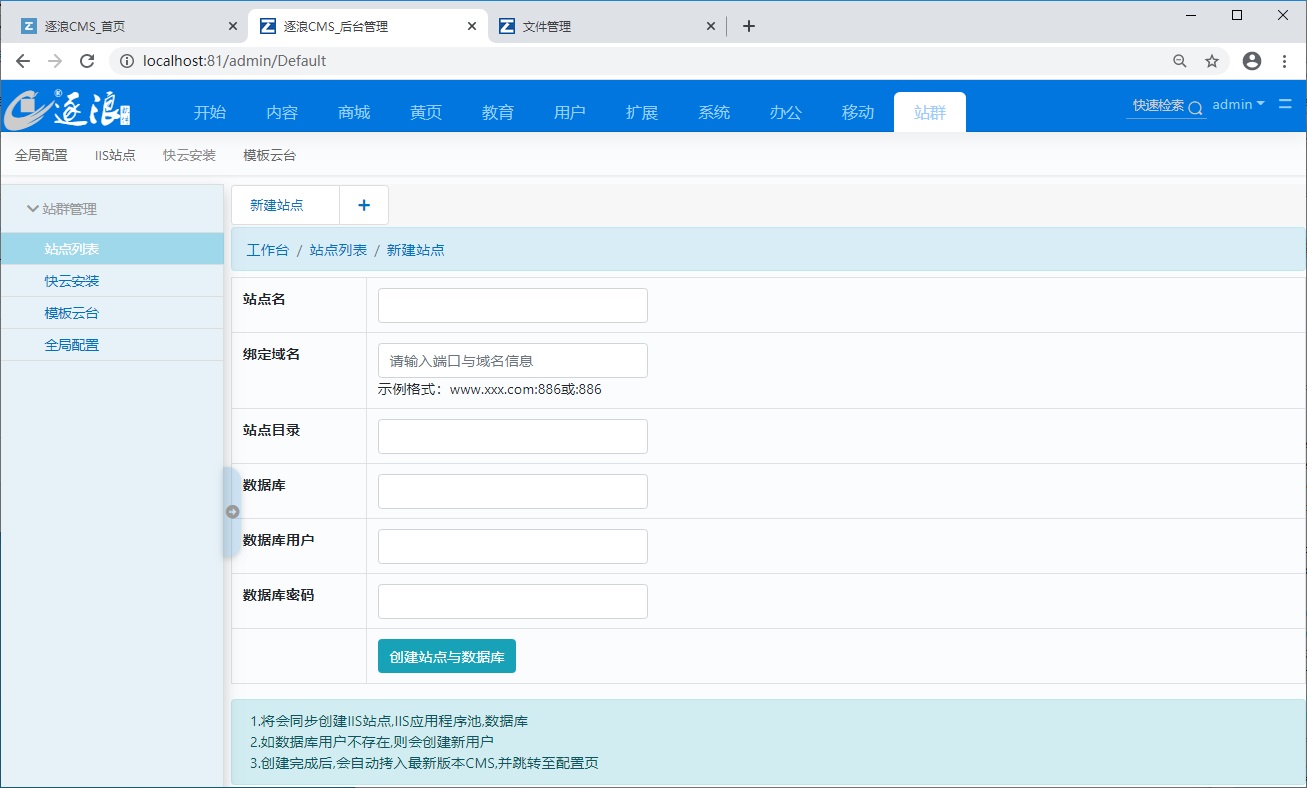 逐浪CMS_首页
逐浪CMS_后台管理
文件管理
localhost:81/admin/Default
逐浪
开始 内容 商城 黄页 教育 用户 扩展 系统 办公 移动 站群
快速检索 admin
全局配置 IIS站点 快云安装 模板云台
站群管理
站点列表
快云安装
模板云台
全局配置
新建站点
工作台 / 站点列表 / 新建站点
站点名
绑定域名
请输入端口与域名信息
示例格式：www.xxx.com:886或:886
站点目录
数据库
数据库用户
数据库密码
创建站点与数据库
1.将会同步创建IIS站点,IIS应用程序池,数据库
2.如数据库用户不存在,则会创建新用户
3.创建完成后,会自动拷入最新版本CMS,并跳转至配置页